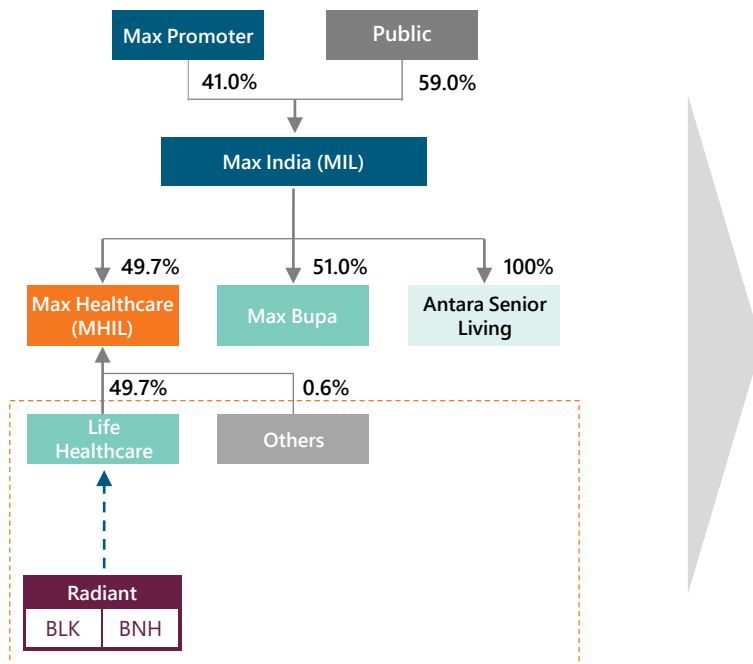 Max Promoter
Public
41.0%
59.0%
Max India (MIL)
49.7%
51.0%
100%
Max Healthcare
(MHIL)
Max Bupa
Antara Senior
Living
49.7%
0.6%
Life
Healthcare
Others
Radiant
BLK
BNH